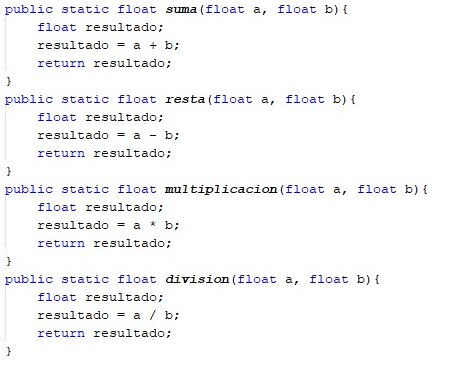 public static float suma(float a, float b){
    float resultado;
    resultado = a + b;
    return resultado;
}
public static float resta(float a, float b){
    float resultado;
    resultado = a - b;
    return resultado;
}
public static float multiplicacion(float a, float b){
    float resultado;
    resultado = a * b;
    return resultado;
}
public static float division(float a, float b){
    float resultado;
    resultado = a / b;
    return resultado;
}